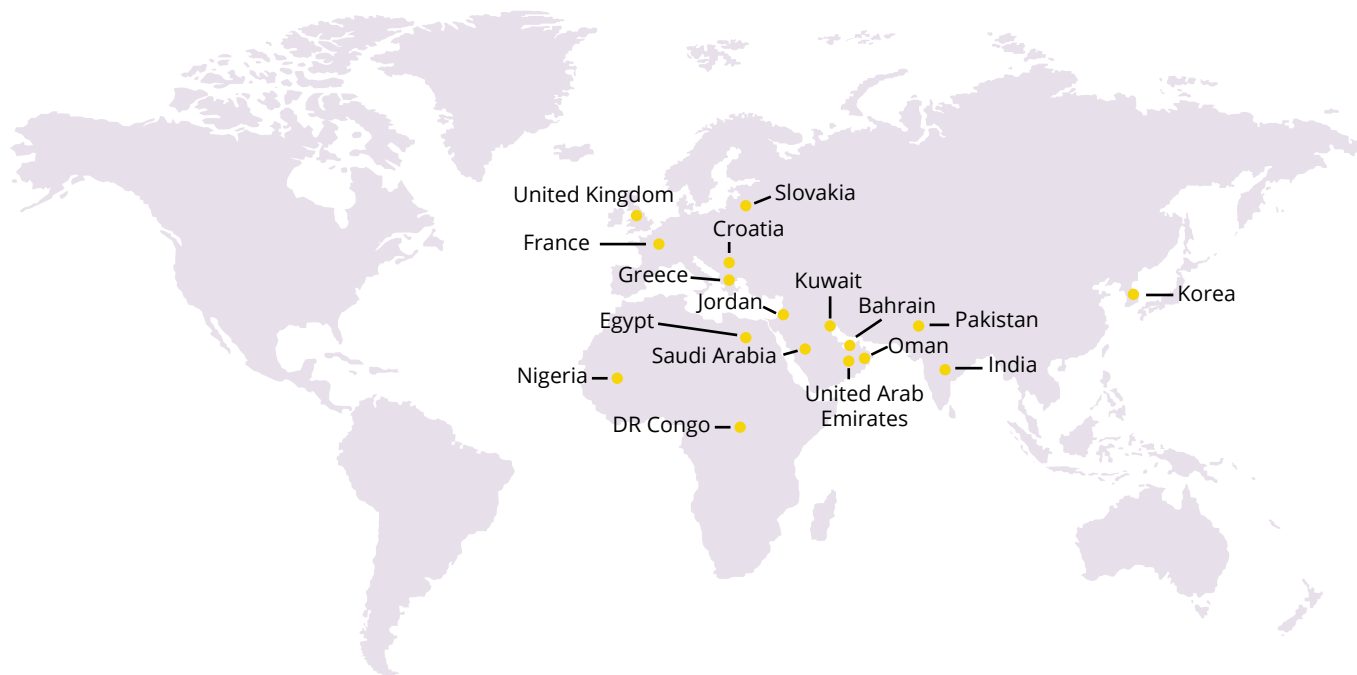 United Kingdom
Slovakia
Croatia
France
Greece
Kuwait
Jordan
Bahrain
Korea
Egypt
Pakistan
Saudi Arabia
Oman
Nigeria
India
United Arab
Emirates
DR Congo